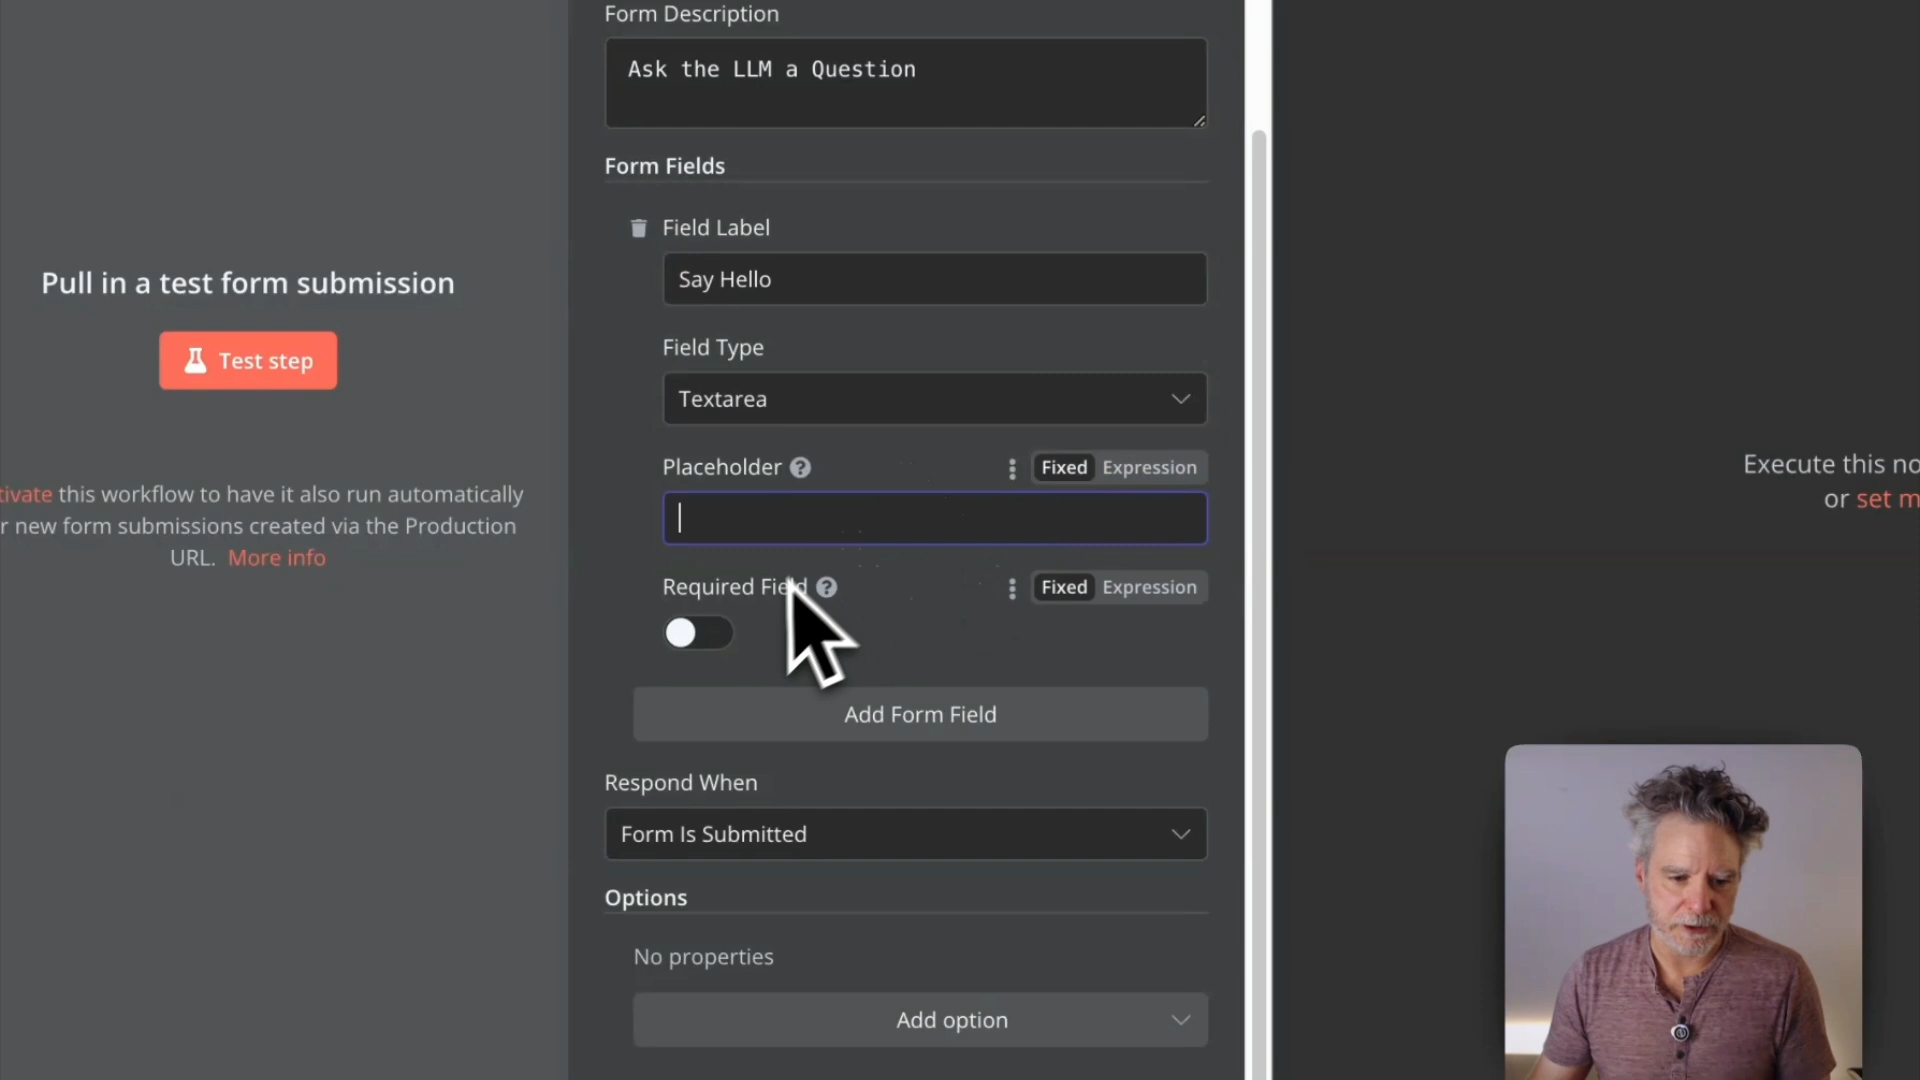 Form Description
Ask the LLM a Question
Form Fields
Field Label
Say Hello
Pull in a test form submission
Test step
Field Type
Textarea
Placeholder
Fixed Expression
tivate this workflow to have it also run automatically
r new form submissions created via the Production
URL. More info
Required Field
Fixed Expression
Add Form Field
Respond When
Form Is Submitted
Options
No properties
Add option
Execute this no
or set m